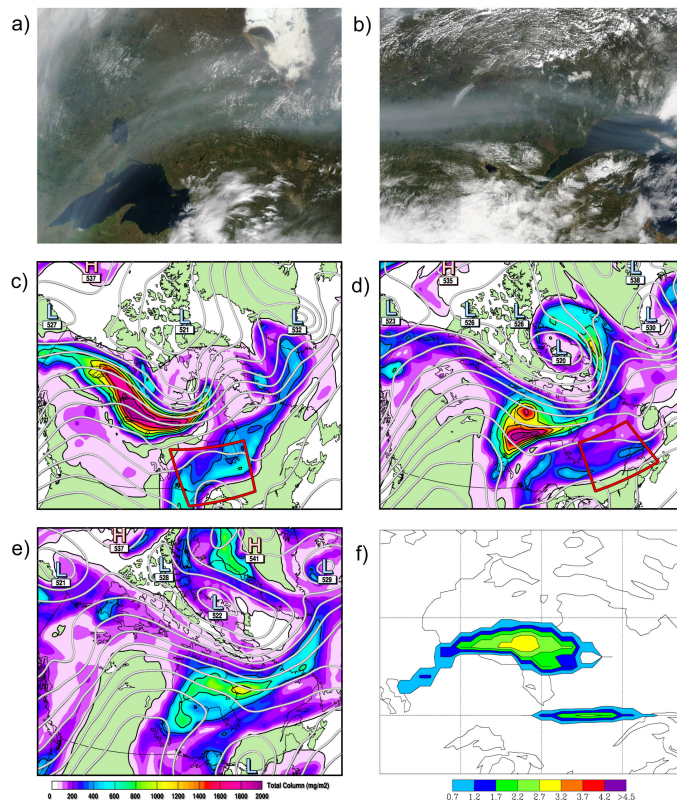 a)
b)
c)
H
537
L
527
L
521
L
532
d)
H
535
L
523
L
526
L
526
L
538
L
530
L
520
e)
H
537
H
541
L
521
L
528
L
529
L
522
L
f)
0 200 400 600 800 1000 1200 1400 1600 1800 2000
Total Column (mg/m2)
0.7 1.2 1.7 2.2 2.7 3.2 3.7 4.2 >4.5